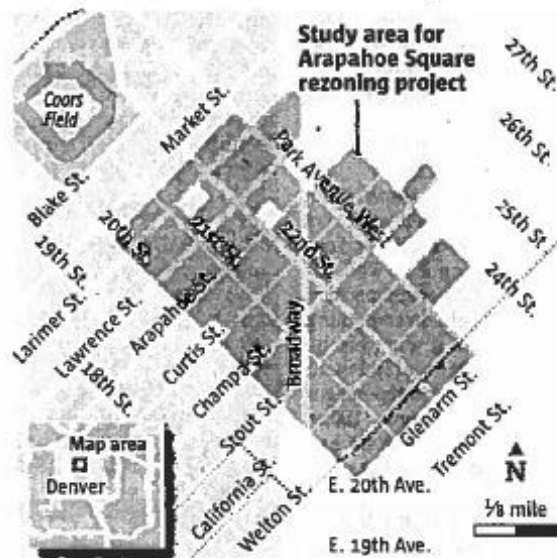 Study area for
Arapahoe Square
rezoning project
27th St.
Coors
Field
Market St.
26th St.
Park Avenue West
Blake St.
25th St.
20th St.
21st St.
22nd St.
24th St.
19th St.
Larimer St.
Lawrence St.
Arapahoe St.
18th St.
Curtis St.
Champa St.
Broadway
Stout St.
Glenarm St.
Tremont St.
Map area
Denver
California St.
Welton St.
E. 20th Ave.
N
1/8 mile
E. 19th Ave.